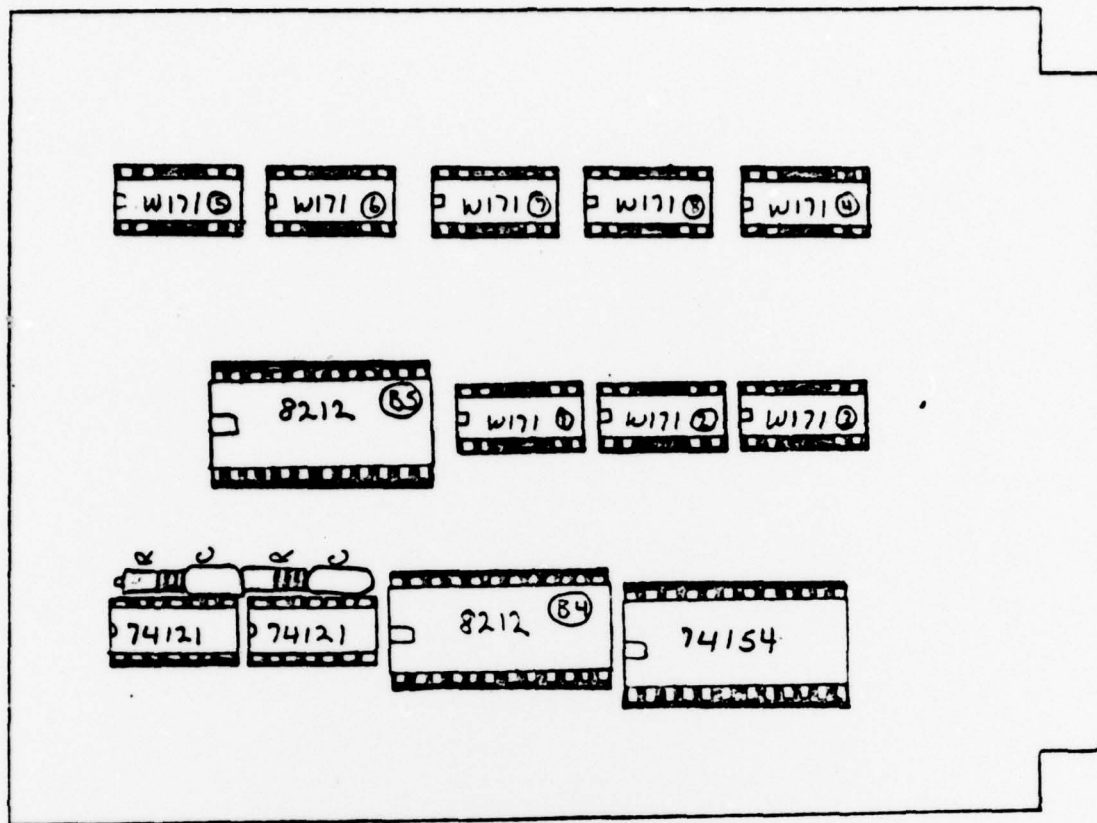 W171 ⑤ W171 ⑥ W171 ⑦ W171 ⑧ W171 ④
8212 B5 W171 ① W171 ② W171 ③
R C R C
74121 74121 8212 B4 74154